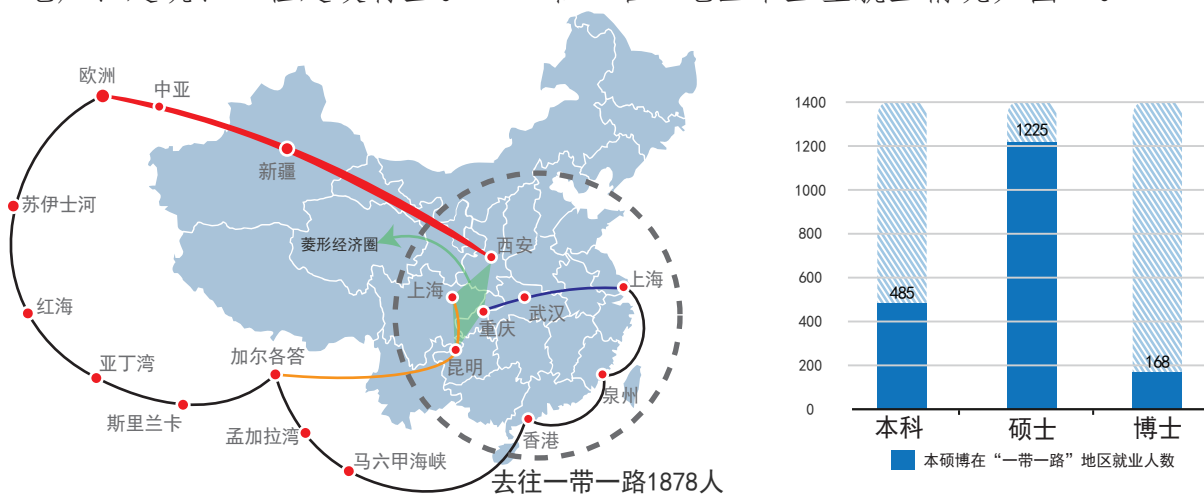 欧洲
中亚
新疆
苏伊士河
菱形经济圈
西安
上海
上海
武汉
重庆
红海
亚丁湾
加尔各答
昆明
斯里兰卡
泉州
孟加拉湾
香港
马六甲海峡
去往一带一路1878人
1400
1200
1000
800
600
400
200
0
485
1225
168
本科
硕士
博士
本硕博在“一带一路”地区就业人数